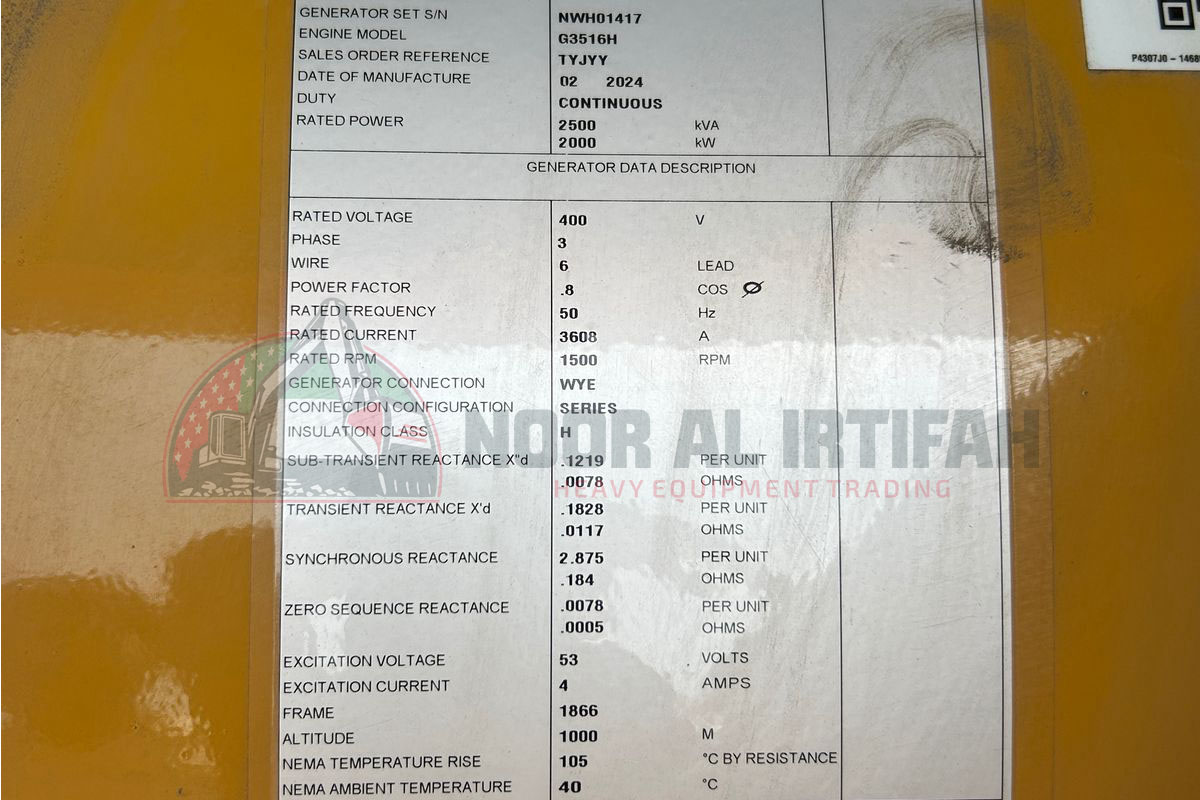 GENERATOR SET S/N NWH01417
ENGINE MODEL G3516H
SALES ORDER REFERENCE TYJYY
DATE OF MANUFACTURE 02 2024
DUTY CONTINUOUS
RATED POWER 2500 kVA
2000 kW
GENERATOR DATA DESCRIPTION
RATED VOLTAGE 400 V
PHASE 3
WIRE 6 LEAD
POWER FACTOR .8 COS Ø
RATED FREQUENCY 50 Hz
RATED CURRENT 3608 A
RATED RPM 1500 RPM
GENERATOR CONNECTION WYE
CONNECTION CONFIGURATION SERIES
INSULATION CLASS H
SUB-TRANSIENT REACTANCE X"d .1219 PER UNIT
.0078 OHMS
TRANSIENT REACTANCE X'd .1828 PER UNIT
.0117 OHMS
SYNCHRONOUS REACTANCE 2.875 PER UNIT
.184 OHMS
ZERO SEQUENCE REACTANCE .0078 PER UNIT
.0005 OHMS
EXCITATION VOLTAGE 53 VOLTS
EXCITATION CURRENT 4 AMPS
FRAME 1866
ALTITUDE 1000 M
NEMA TEMPERATURE RISE 105 °C BY RESISTANCE
NEMA AMBIENT TEMPERATURE 40 °C
NOOR AL IRTIFAH
HEAVY EQUIPMENT TRADING